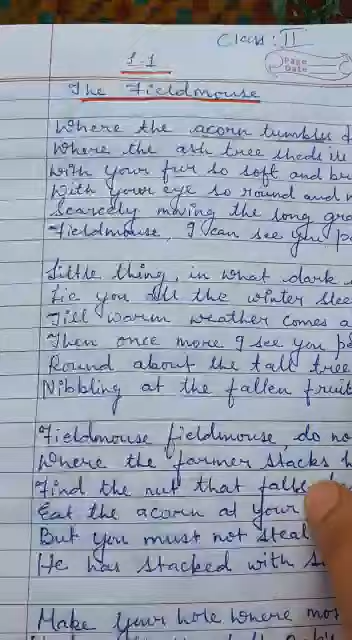 Class : II
Page
Date
The Fieldmouse
Where the acorn tumbles
Where the ash tree sheds
With your fur so soft and
With your eye so round and
Scarcely moving the long
Fieldmouse, I can see you
Little thing, in what dark
Lie you all the winter
Till warm weather comes
Then once more I see you
Round about the tall tree
Nibbling at the fallen fruit
Fieldmouse fieldmouse, do
Where the farmer stacks
Find the nut that falls
Eat the acorn at your
But you must not steal
He has stacked with
Make your hole where